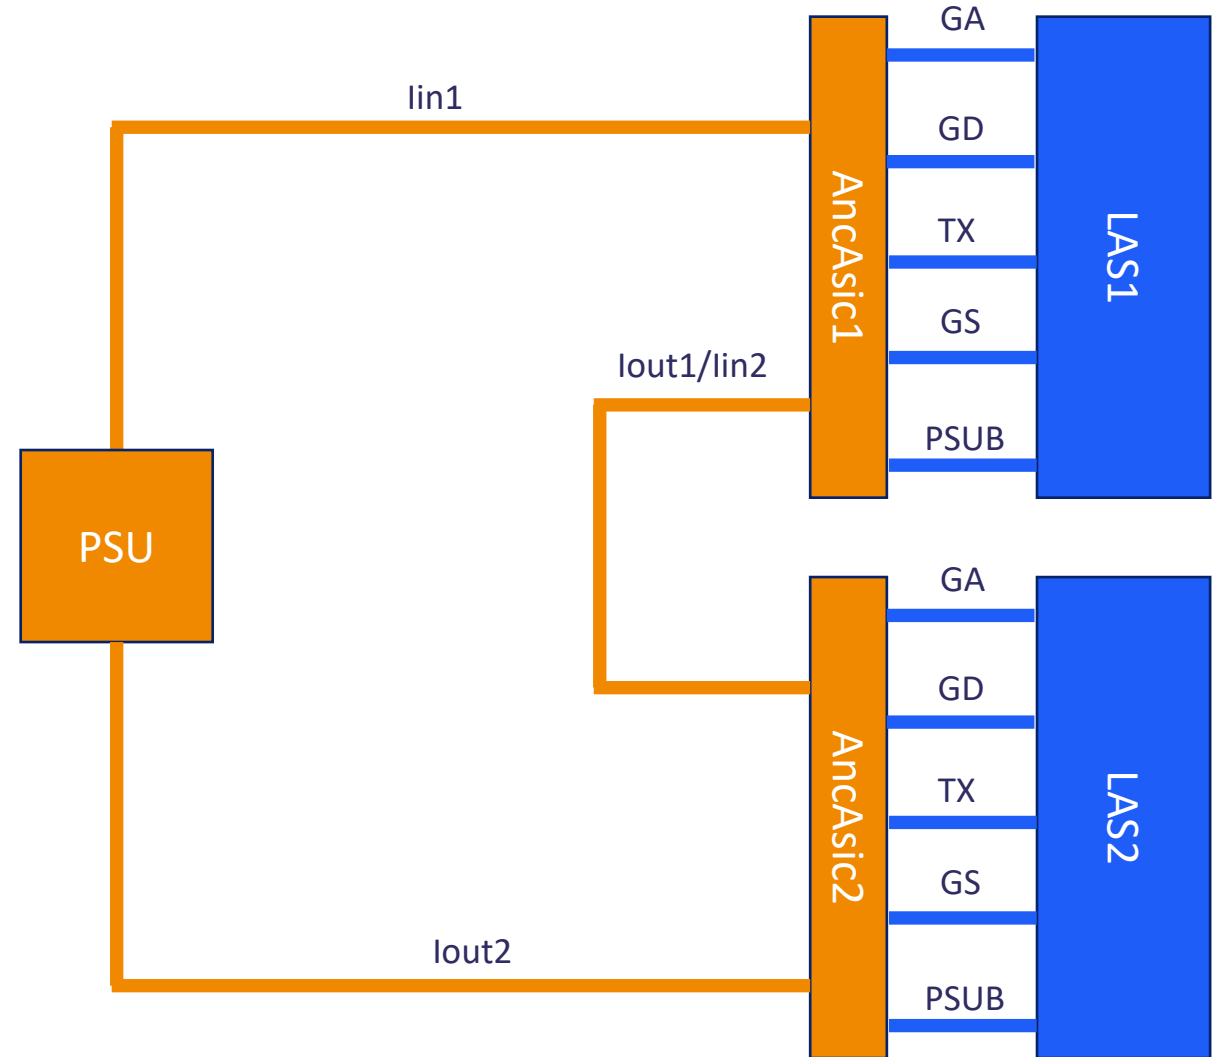 GA
Iin1
GD
AncAsic1
TX
LAS1
GS
Iout1/Iin2
PSUB
PSU
GA
GD
AncAsic2
TX
LAS2
GS
Iout2
PSUB